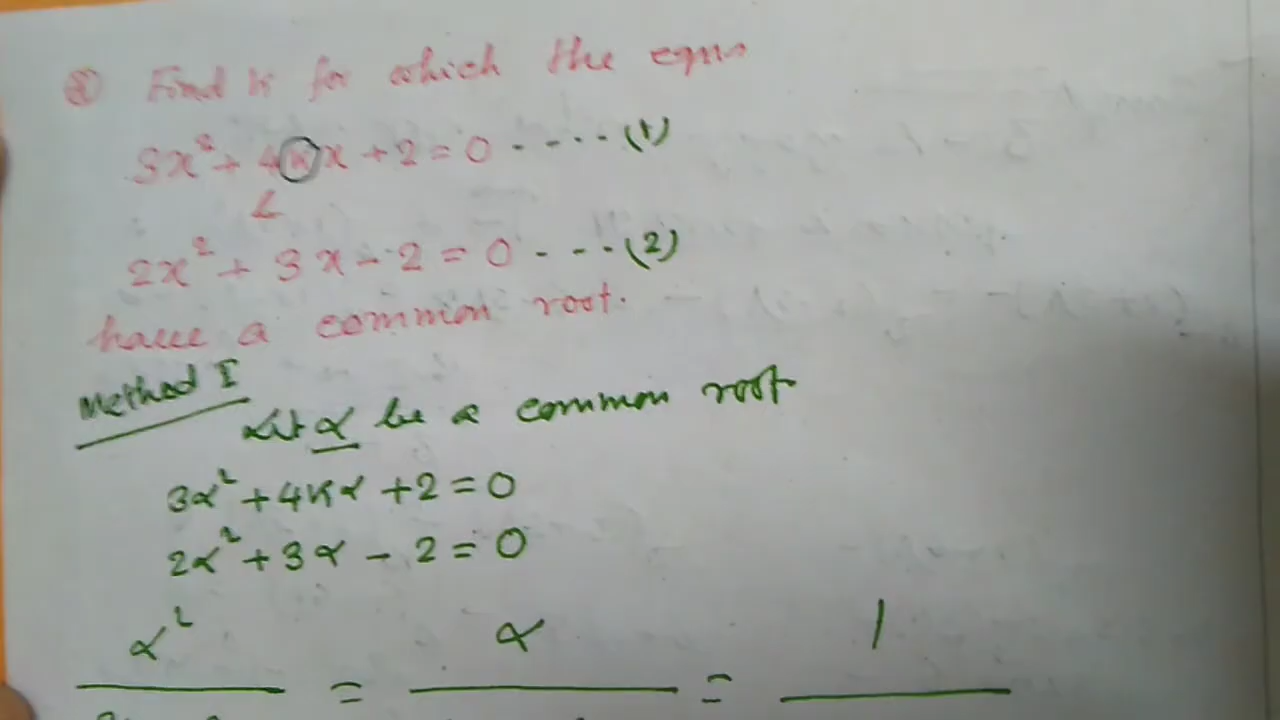 Find k for which the eqns
3x² + 4kx + 2 = 0 - - - - (1)
&
2x² + 3x - 2 = 0 - - - (2)
have a common root.
Method I
Let α be a common root
3α² + 4kα + 2 = 0
2α² + 3α - 2 = 0
α² = α = 1